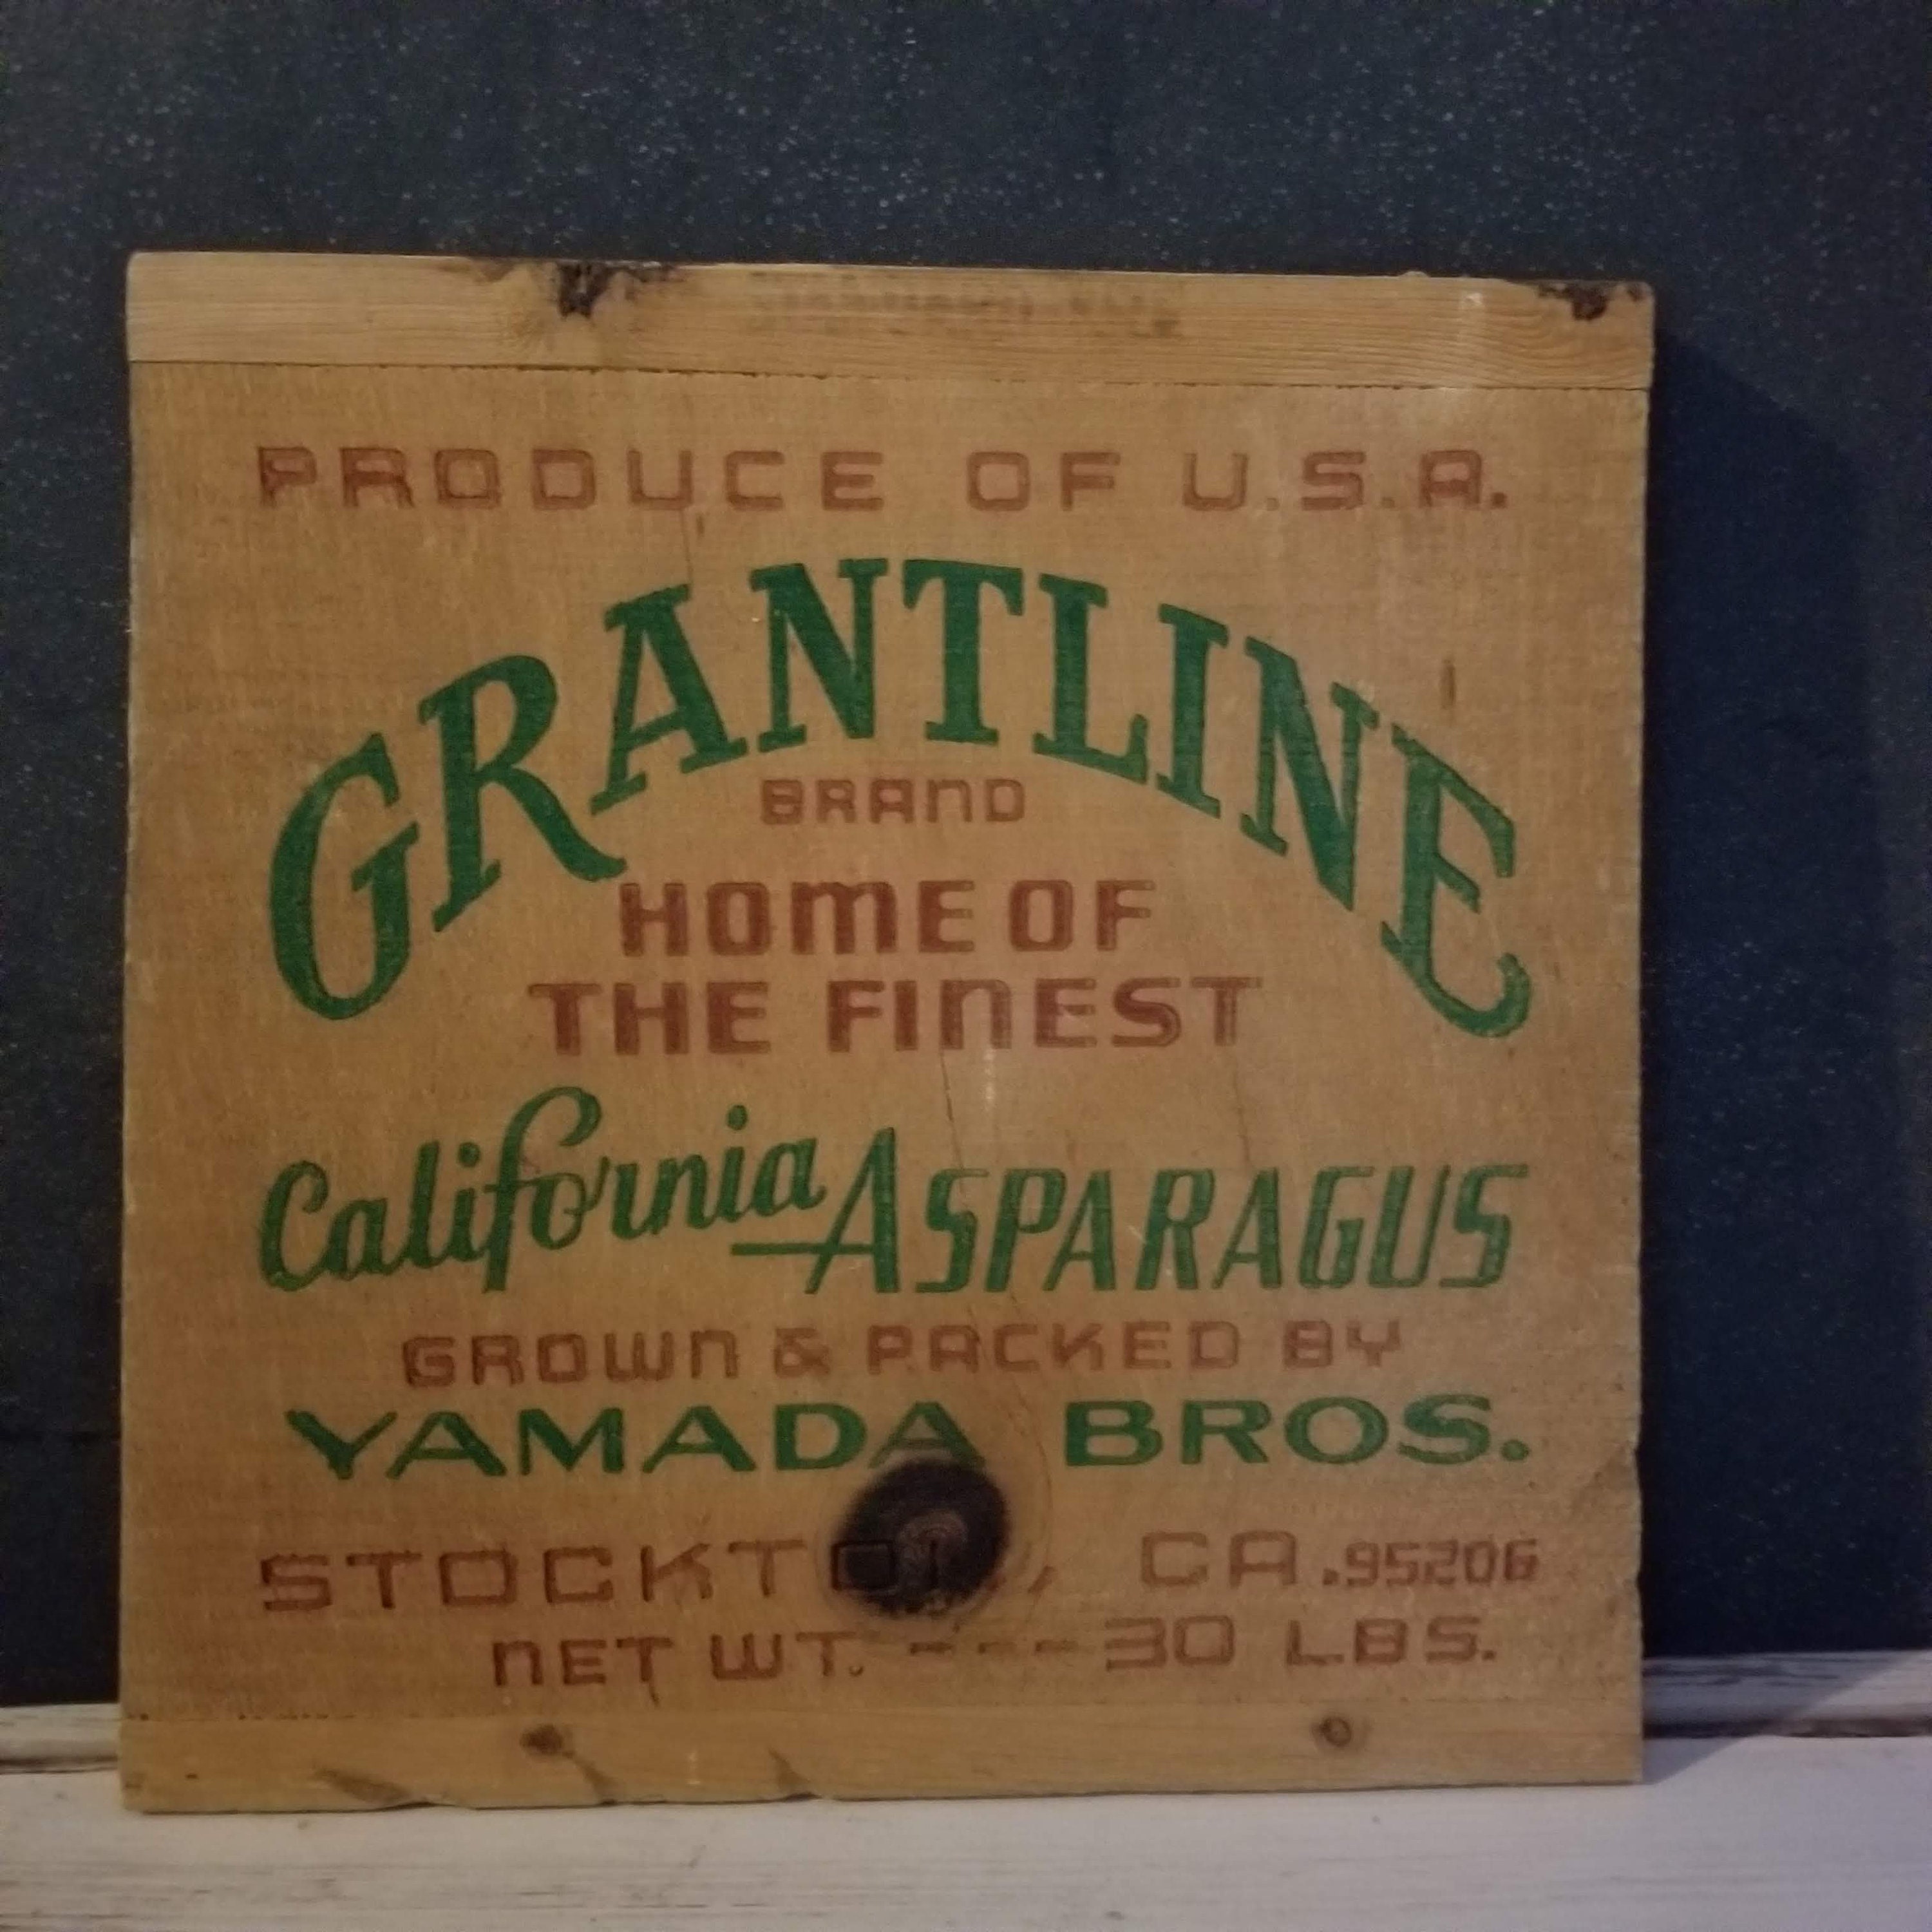 PRODUCE OF U.S.A.
GRANTLINE
BRAND
HOME OF
THE FINEST
California ASPARAGUS
GROWN & PACKED BY
YAMADA BROS.
STOCKTON, CA.95206
NET WT.----30 LBS.